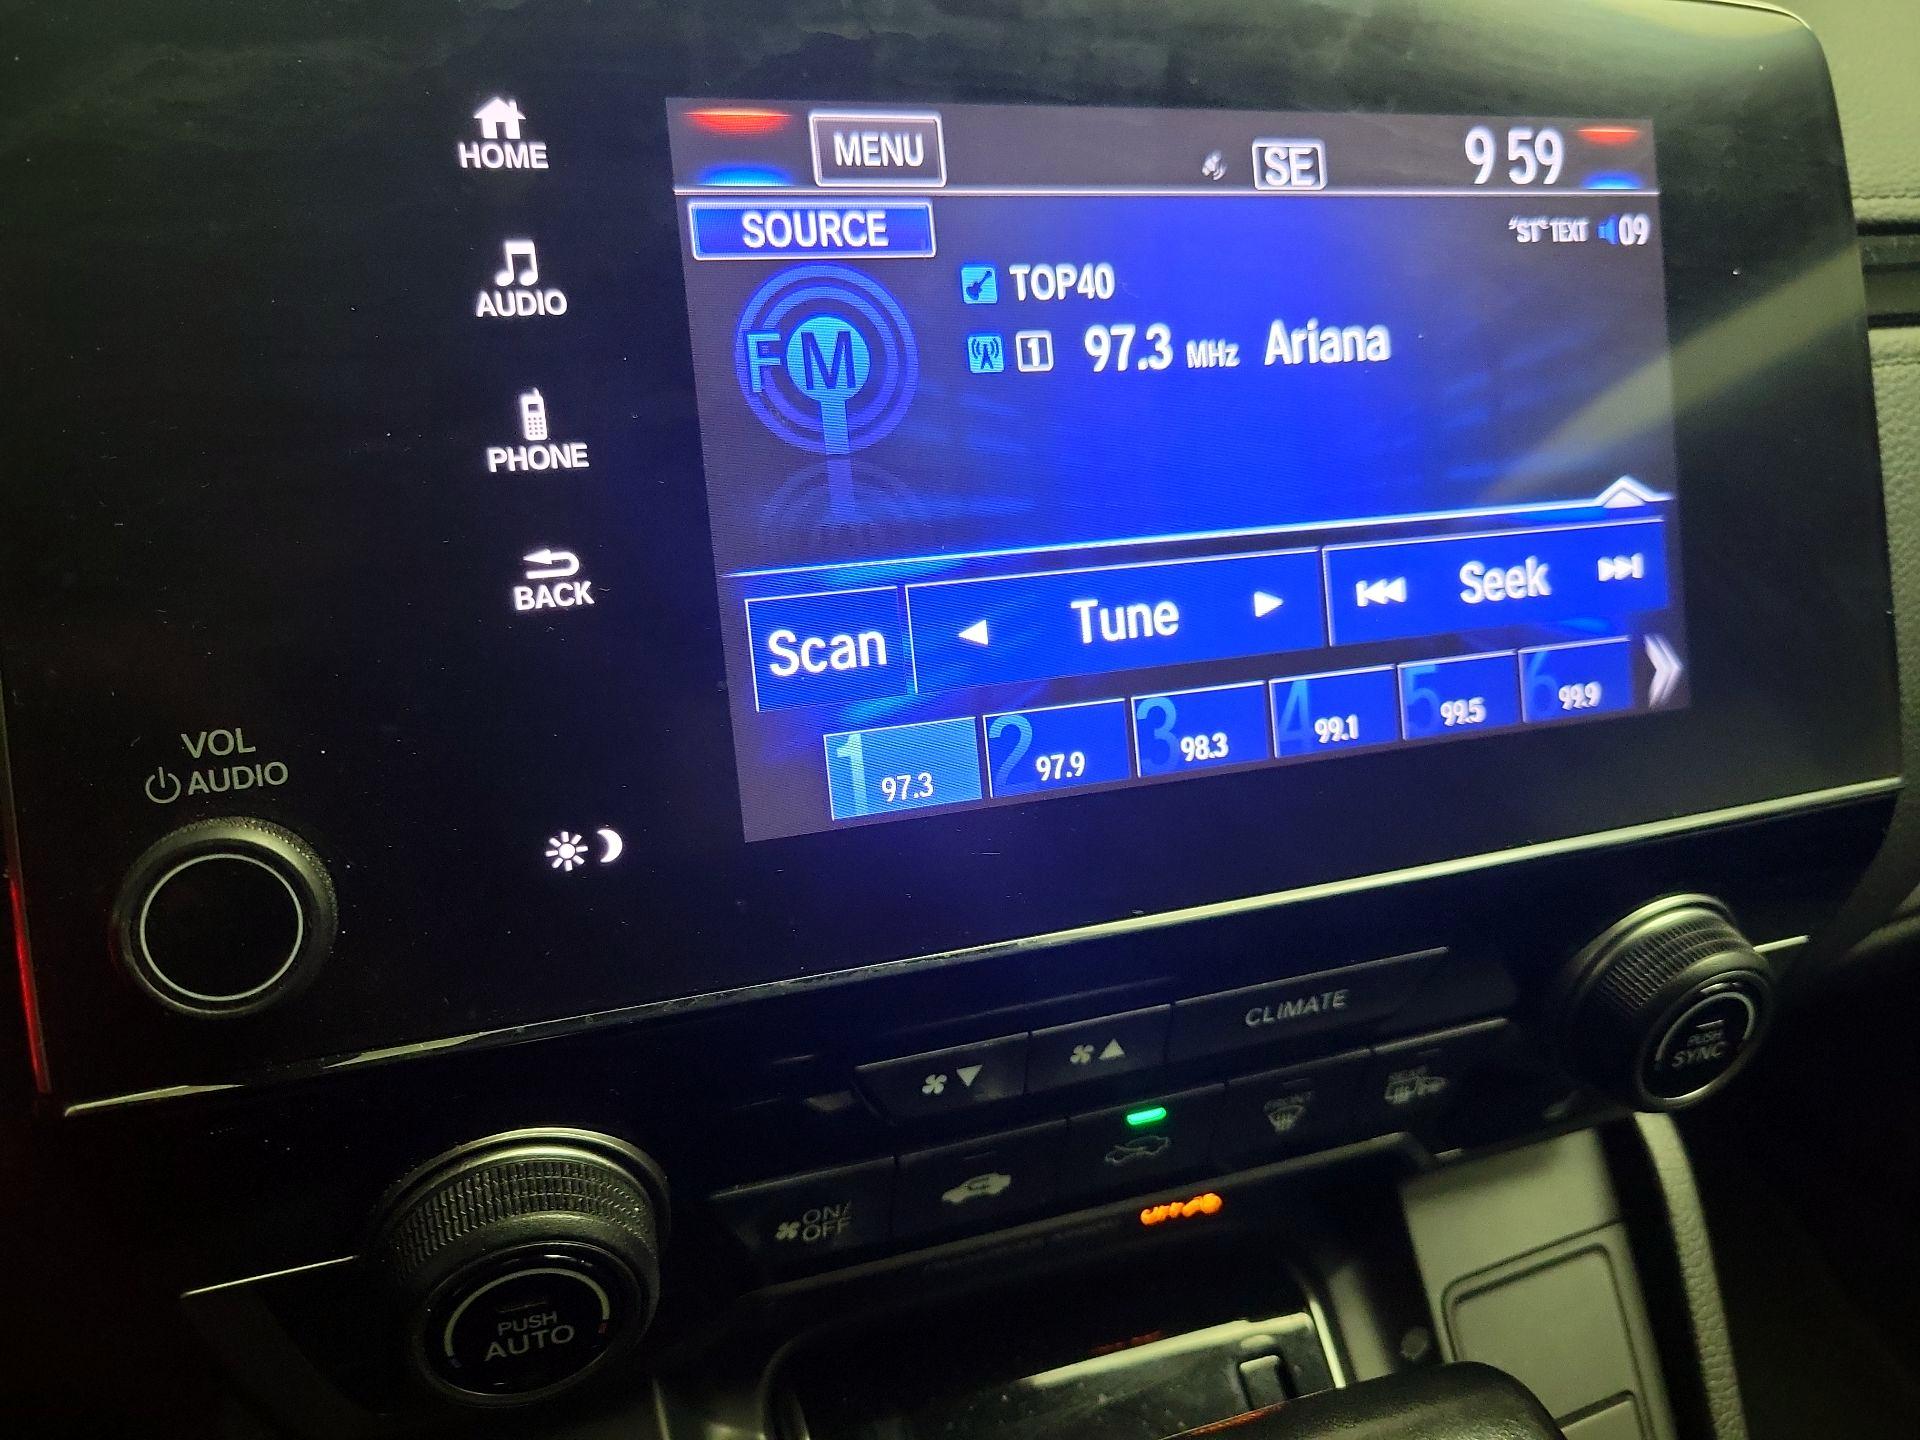 HOME
AUDIO
PHONE
BACK
VOL
AUDIO
MENU
SE
9 59
SOURCE
"ST" TEXT 09
TOP40
FM
1 97.3 MHz Ariana
Scan
Tune
Seek
1 97.3
2 97.9
3 98.3
4 99.1
5 99.5
6 99.9
CLIMATE
PUSH
SYNC
FRONT
REAR
ON/
OFF
PUSH
AUTO